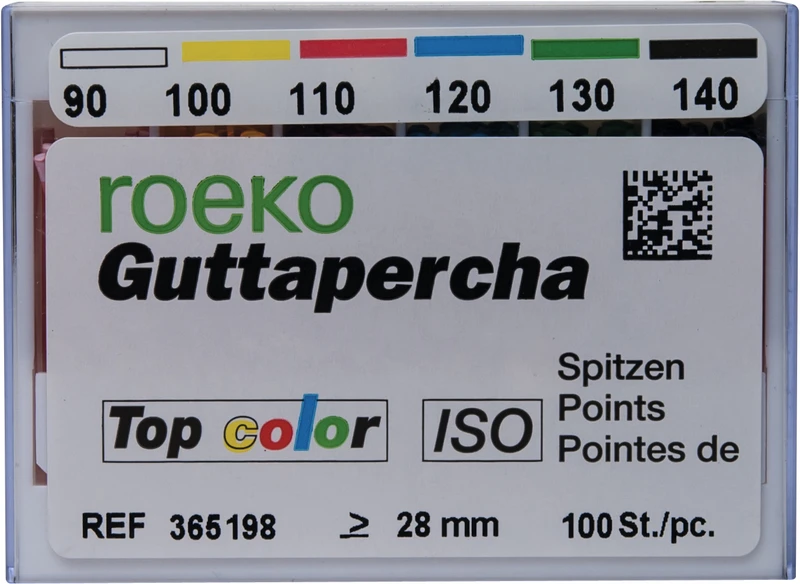 90 100 110 120 130 140
roeko
Guttapercha
Spitzen
Points
Pointes de
Top color
ISO
REF 365198 ≥ 28 mm 100 St./pc.